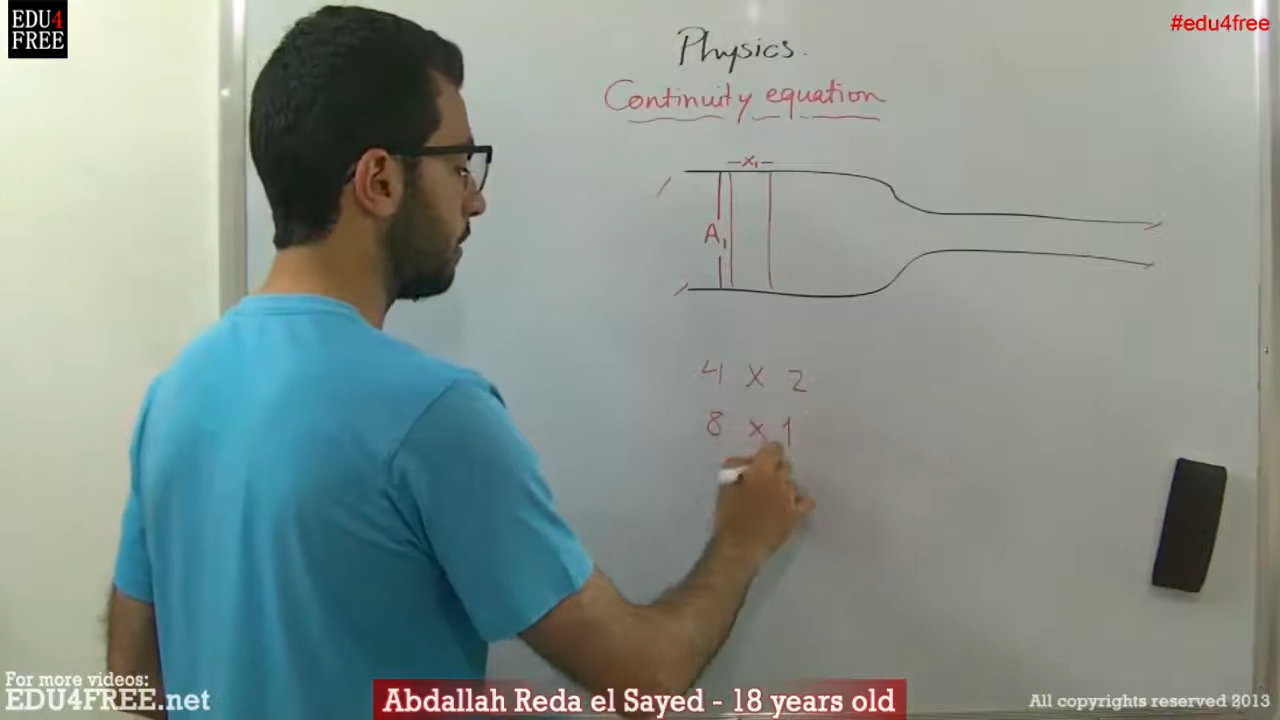 EDU4
FREE
#edu4free
Physics.
Continuity equation
x₁
A₁
4 x 2
8 x 1
For more videos:
EDU4FREE.net
Abdallah Reda el Sayed - 18 years old
All copyrights reserved 2013